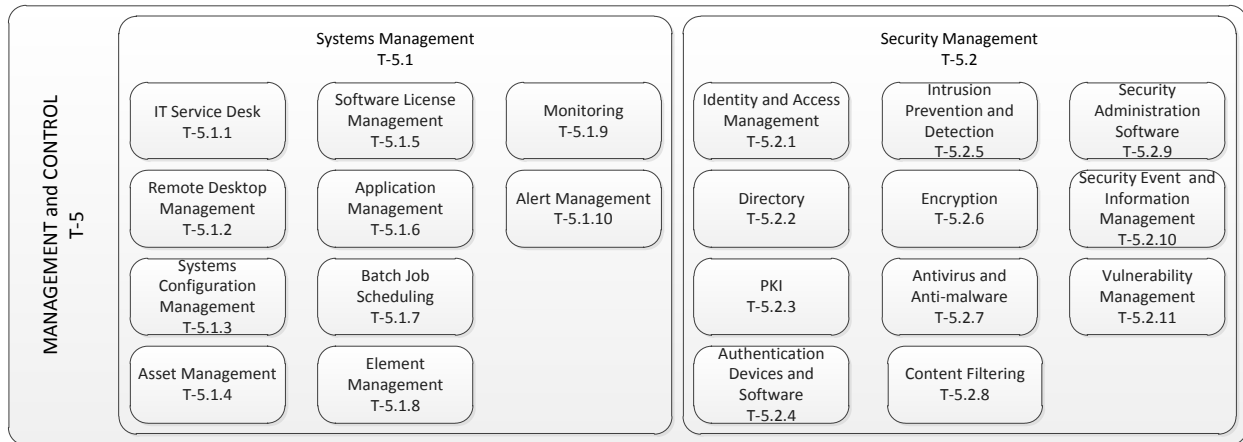 MANAGEMENT and CONTROL
T-5
Systems Management
T-5.1
IT Service Desk
T-5.1.1
Remote Desktop
Management
T-5.1.2
Systems
Configuration
Management
T-5.1.3
Asset Management
T-5.1.4
Software License
Management
T-5.1.5
Application
Management
T-5.1.6
Batch Job
Scheduling
T-5.1.7
Element
Management
T-5.1.8
Monitoring
T-5.1.9
Alert Management
T-5.1.10
Security Management
T-5.2
Identity and Access
Management
T-5.2.1
Directory
T-5.2.2
PKI
T-5.2.3
Authentication
Devices and
Software
T-5.2.4
Intrusion
Prevention and
Detection
T-5.2.5
Encryption
T-5.2.6
Antivirus and
Anti-malware
T-5.2.7
Content Filtering
T-5.2.8
Security
Administration
Software
T-5.2.9
Security Event and
Information
Management
T-5.2.10
Vulnerability
Management
T-5.2.11